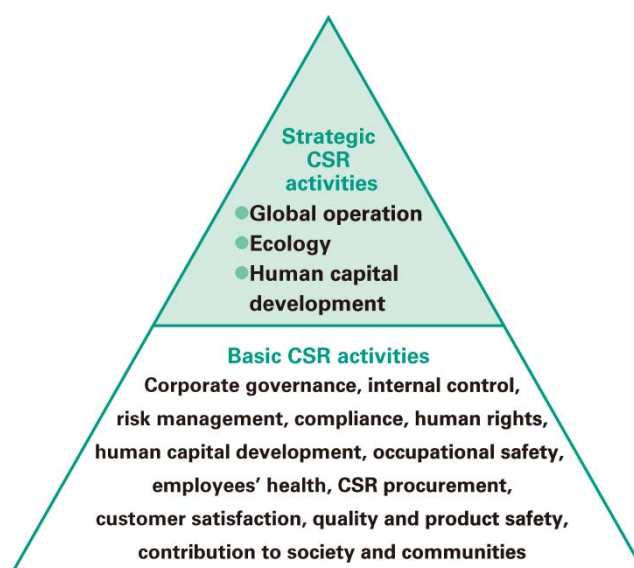 Strategic
CSR
activities
●Global operation
●Ecology
●Human capital
development
Basic CSR activities
Corporate governance, internal control,
risk management, compliance, human rights,
human capital development, occupational safety,
employees’ health, CSR procurement,
customer satisfaction, quality and product safety,
contribution to society and communities